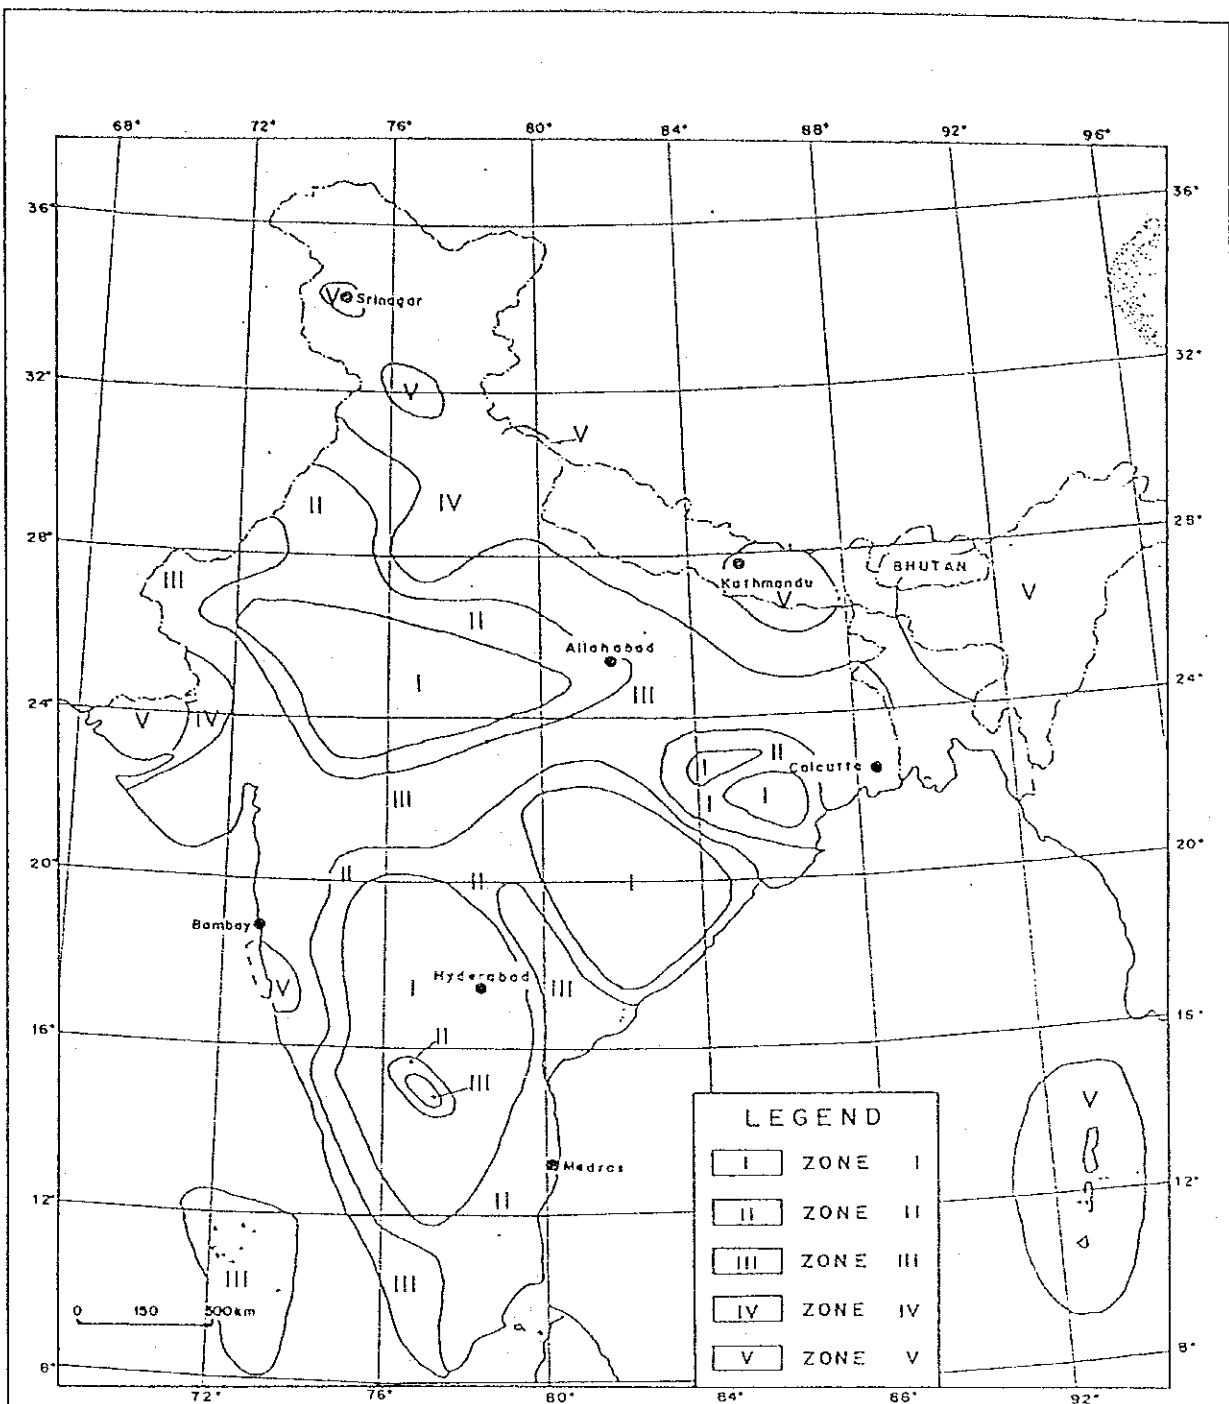 68° 72° 76° 80° 84° 88° 92° 96°
36° 36°
V Srinagar
32° 32°
V
V
II IV
28° 28°
III BHUTAN
Kathmandu
V V
II
Allahabad
I III
24° 24°
V IV
I II Calcutta
III I I
20° 20°
II II I
Bombay
V I Hyderabad III
16° 16°
II
III V
LEGEND
I ZONE I
Madras
12° II 12°
II ZONE II
III III
III ZONE III
0 150 300km
IV ZONE IV
V ZONE V
6° 8°
72° 76° 80° 84° 86° 92°